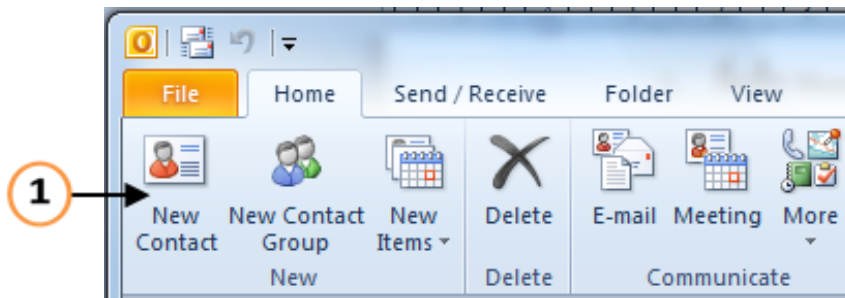 File Home Send / Receive Folder View
1
New Contact New Contact Group New Items Delete E-mail Meeting More
New Delete Communicate